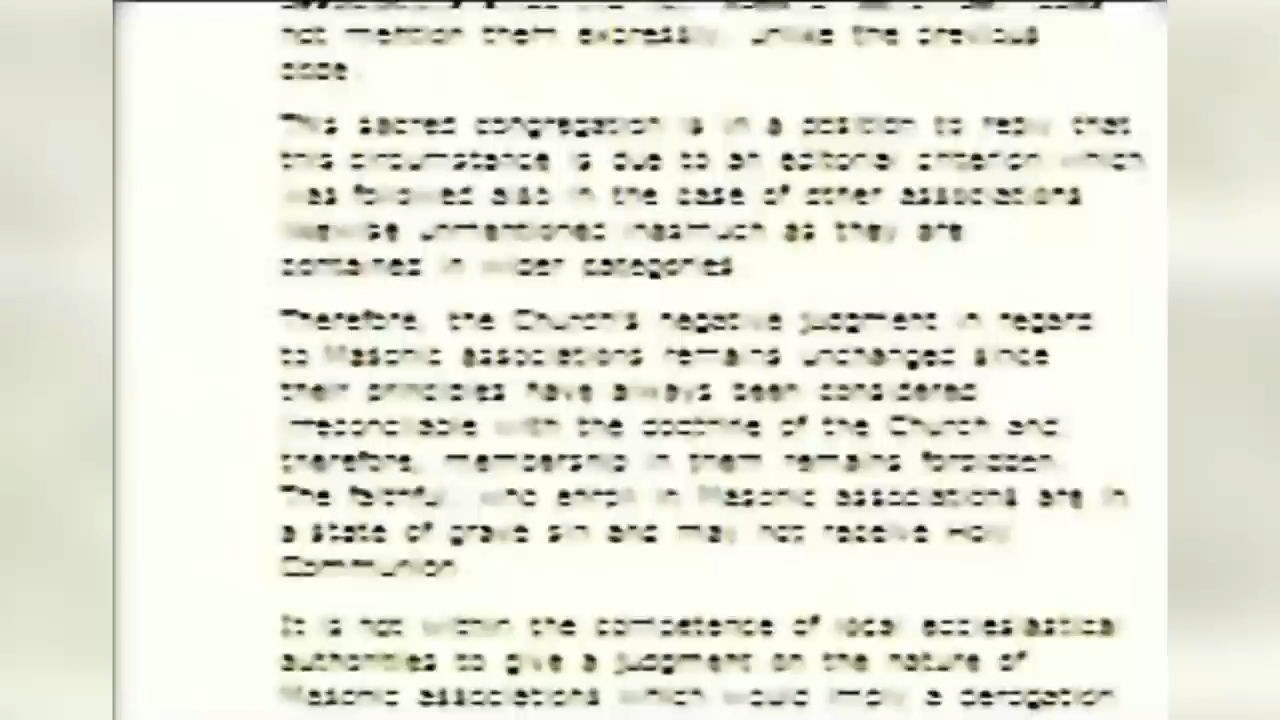 not mention them expressly, unlike the previous
code.
This sacred congregation is in a position to reply that
this circumstance is due to an editorial criterion which
was followed also in the case of other associations
likewise unmentioned inasmuch as they are
contained in wider categories.
Therefore, the Church's negative judgment in regard
to Masonic associations remains unchanged since
their principles have always been considered
irreconcilable with the doctrine of the Church and,
therefore, membership in them remains forbidden.
The faithful, who enroll in Masonic associations are in
a state of grave sin and may not receive Holy
Communion.
It is not within the competence of local ecclesiastical
authorities to give a judgment on the nature of
Masonic associations which would imply a derogation